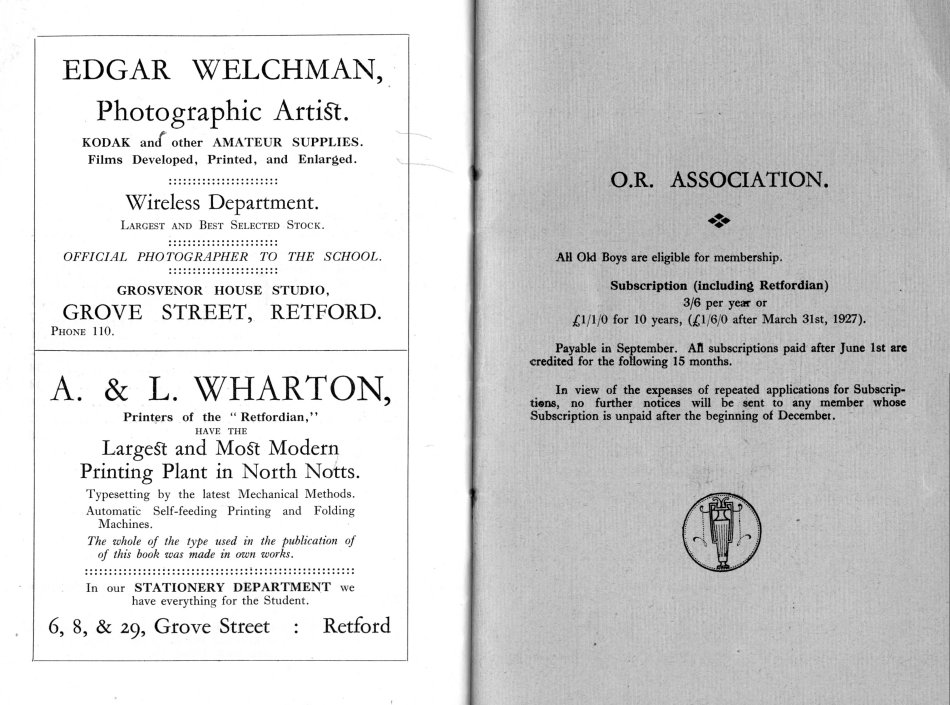 EDGAR WELCHMAN,
Photographic Artist.
KODAK and other AMATEUR SUPPLIES.
Films Developed, Printed, and Enlarged.
Wireless Department.
LARGEST AND BEST SELECTED STOCK.
OFFICIAL PHOTOGRAPHER TO THE SCHOOL.
GROSVENOR HOUSE STUDIO,
GROVE STREET, RETFORD.
PHONE 110.
A. & L. WHARTON,
Printers of the "Retfordian,"
HAVE THE
Largest and Most Modern
Printing Plant in North Notts.
Typesetting by the latest Mechanical Methods.
Automatic Self-feeding Printing and Folding
Machines.
The whole of the type used in the publication of
of this book was made in own works.
In our STATIONERY DEPARTMENT we
have everything for the Student.
6, 8, & 29, Grove Street : Retford
O.R. ASSOCIATION.
All Old Boys are eligible for membership.
Subscription (including Retfordian)
3/6 per year or
£1/1/0 for 10 years, (£1/6/0 after March 31st, 1927).
Payable in September. All subscriptions paid after June 1st are
credited for the following 15 months.
In view of the expenses of repeated applications for Subscrip-
tions, no further notices will be sent to any member whose
Subscription is unpaid after the beginning of December.